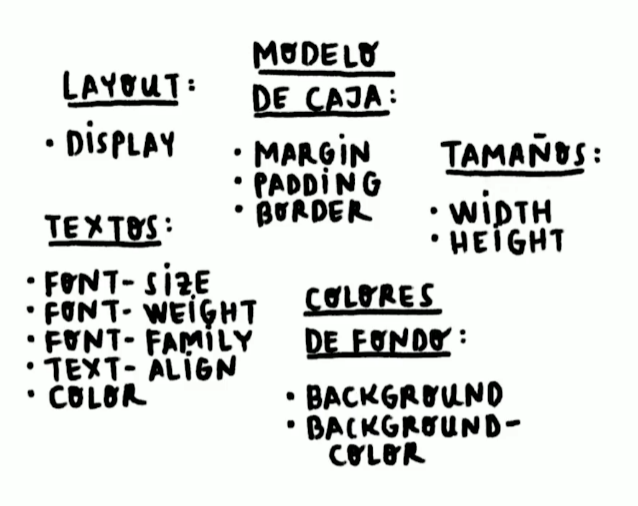 LAYOUT:
• DiSPLAY
MODELO
DE CAJA:
• MARGiN
• PADDiNG
• BORDER
TAMAÑOS:
• WiDTH
• HEiGHT
TEXTOS:
• FONT-SiZE
• FONT-WEiGHT
• FONT-FAMiLY
• TEXT-ALiGN
• COLOR
COLORES
DE FONDO:
• BACKGROUND
• BACKGROUND-
COLOR